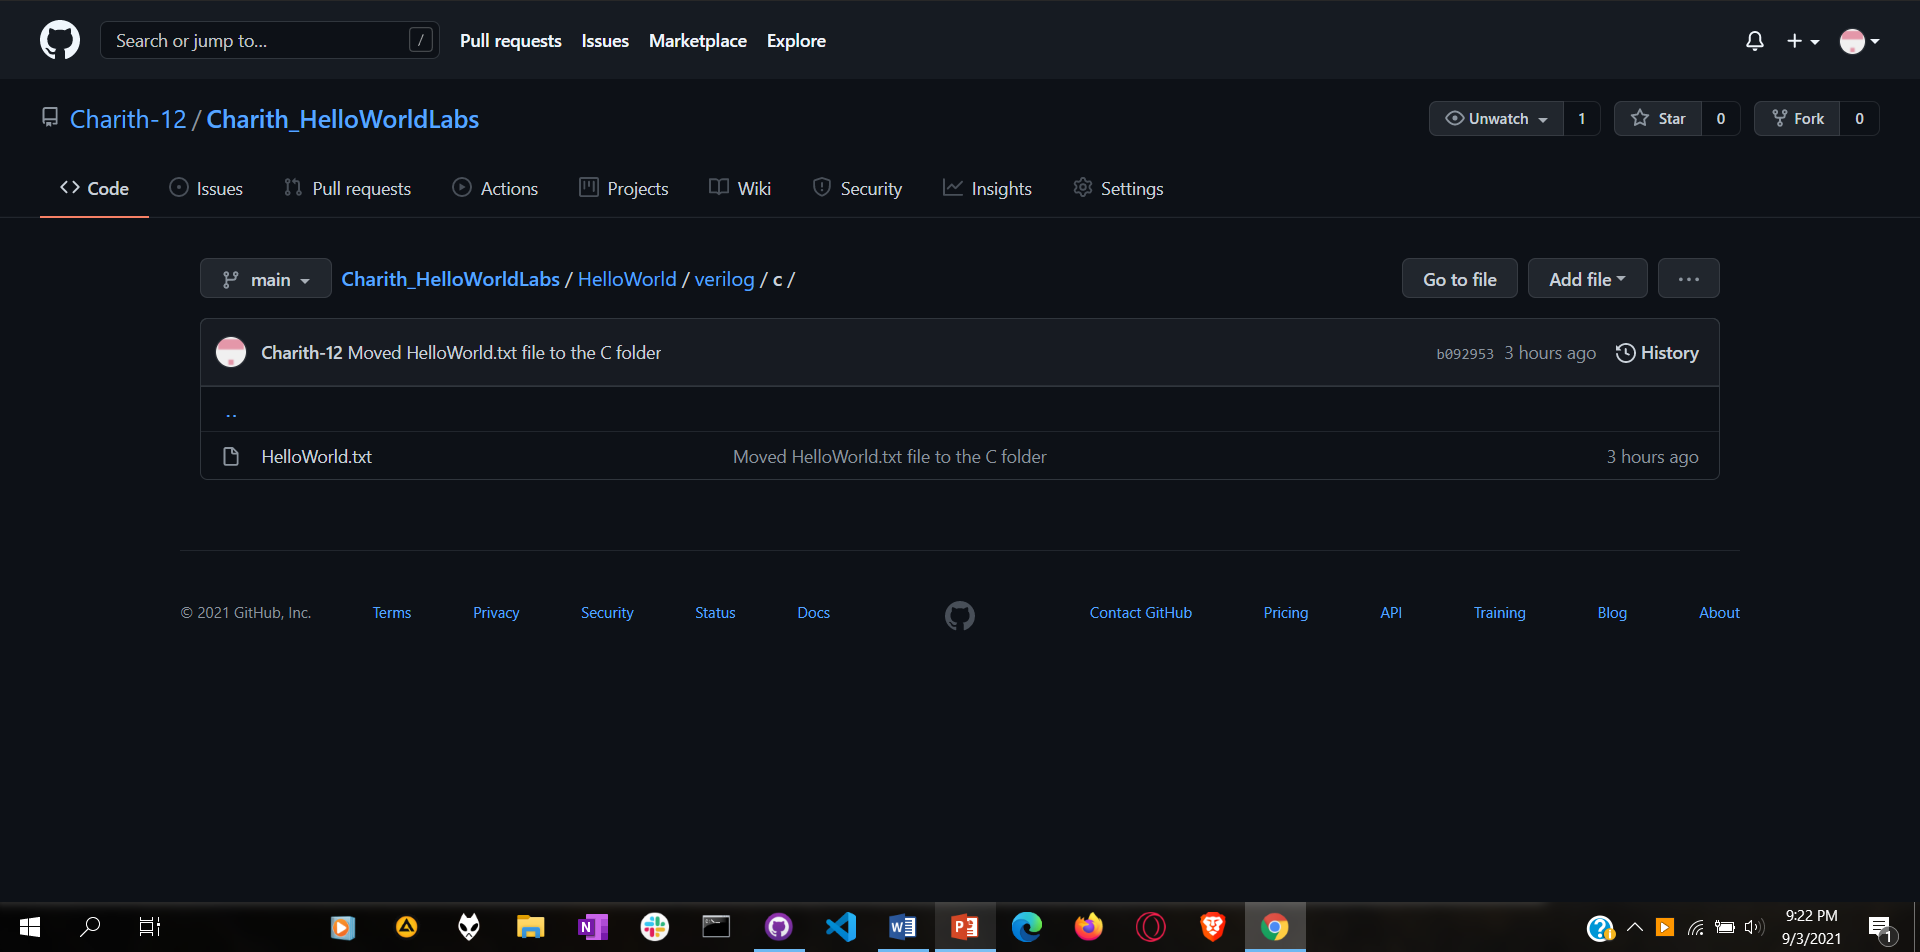 Search or jump to... /
Pull requests Issues Marketplace Explore
Charith-12 / Charith_HelloWorldLabs
Unwatch 1 Star 0 Fork 0
Code Issues Pull requests Actions Projects Wiki Security Insights Settings
main Charith_HelloWorldLabs / HelloWorld / verilog / c /
Go to file Add file ...
Charith-12 Moved HelloWorld.txt file to the C folder b092953 3 hours ago History
..
HelloWorld.txt Moved HelloWorld.txt file to the C folder 3 hours ago
© 2021 GitHub, Inc. Terms Privacy Security Status Docs Contact GitHub Pricing API Training Blog About
9:22 PM
9/3/2021
1